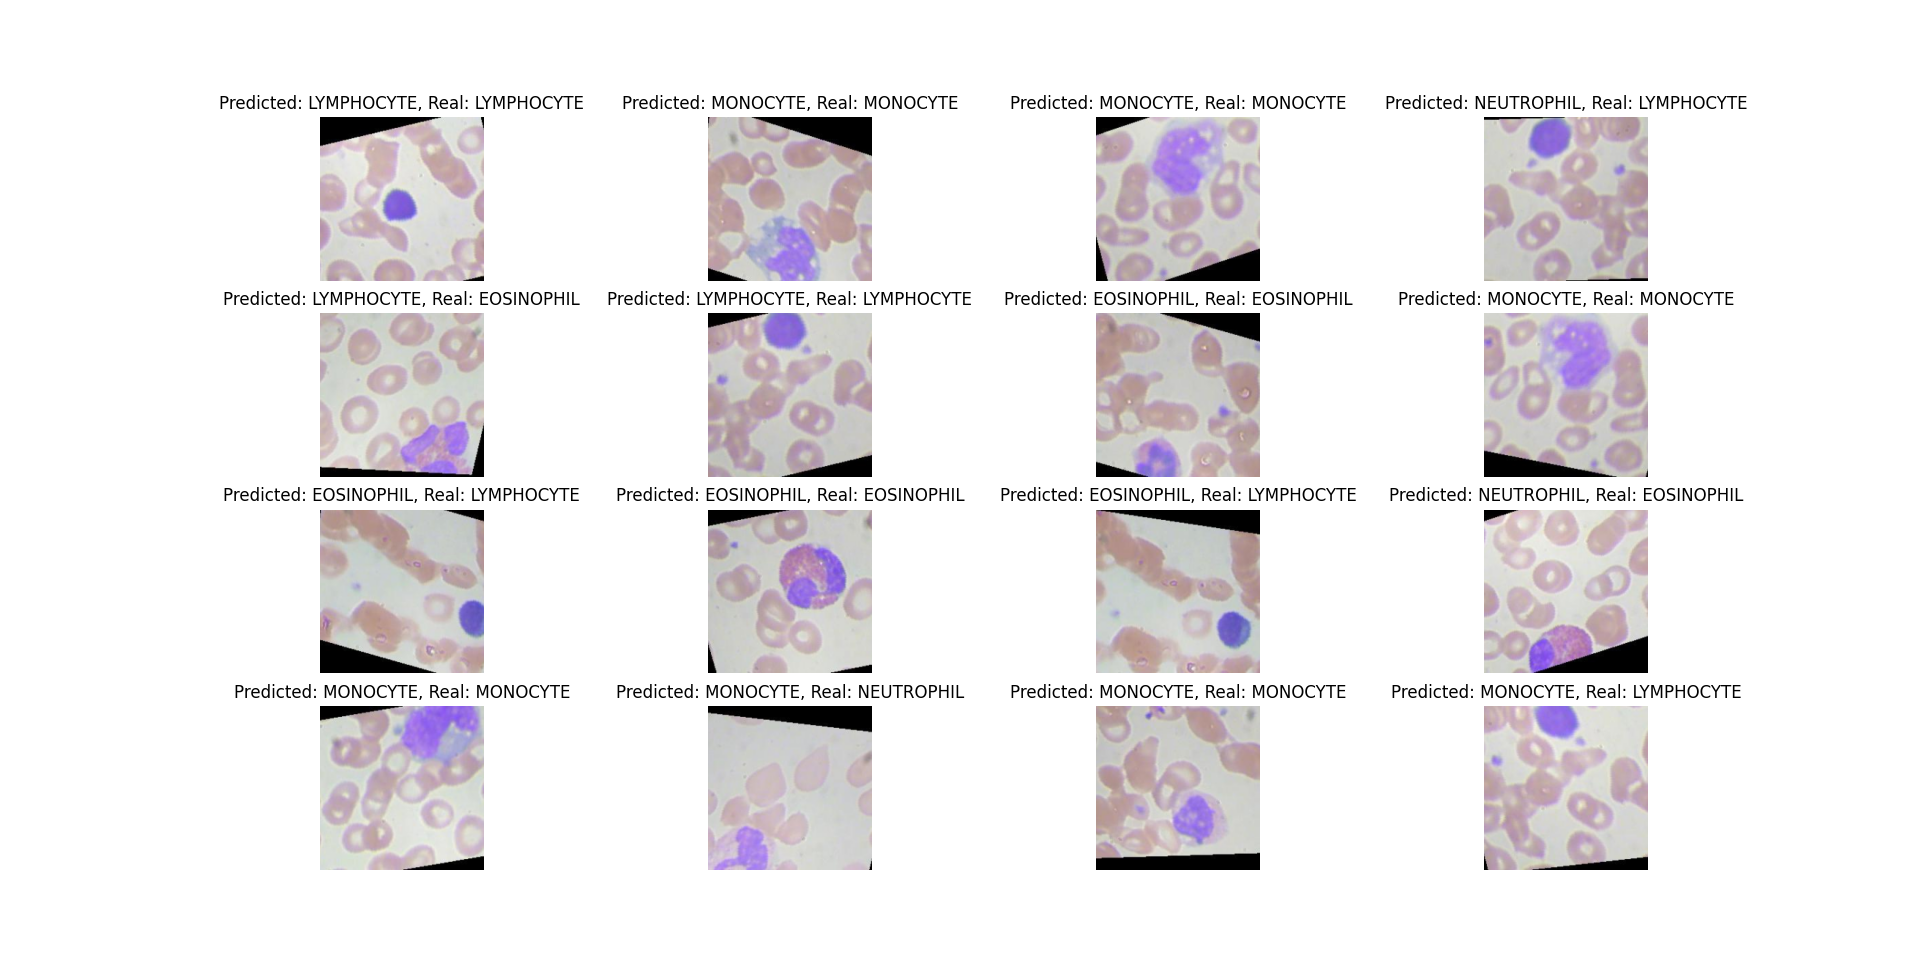 Predicted: LYMPHOCYTE, Real: LYMPHOCYTE
Predicted: MONOCYTE, Real: MONOCYTE
Predicted: MONOCYTE, Real: MONOCYTE
Predicted: NEUTROPHIL, Real: LYMPHOCYTE
Predicted: LYMPHOCYTE, Real: EOSINOPHIL
Predicted: LYMPHOCYTE, Real: LYMPHOCYTE
Predicted: EOSINOPHIL, Real: EOSINOPHIL
Predicted: MONOCYTE, Real: MONOCYTE
Predicted: EOSINOPHIL, Real: LYMPHOCYTE
Predicted: EOSINOPHIL, Real: EOSINOPHIL
Predicted: EOSINOPHIL, Real: LYMPHOCYTE
Predicted: NEUTROPHIL, Real: EOSINOPHIL
Predicted: MONOCYTE, Real: MONOCYTE
Predicted: MONOCYTE, Real: NEUTROPHIL
Predicted: MONOCYTE, Real: MONOCYTE
Predicted: MONOCYTE, Real: LYMPHOCYTE